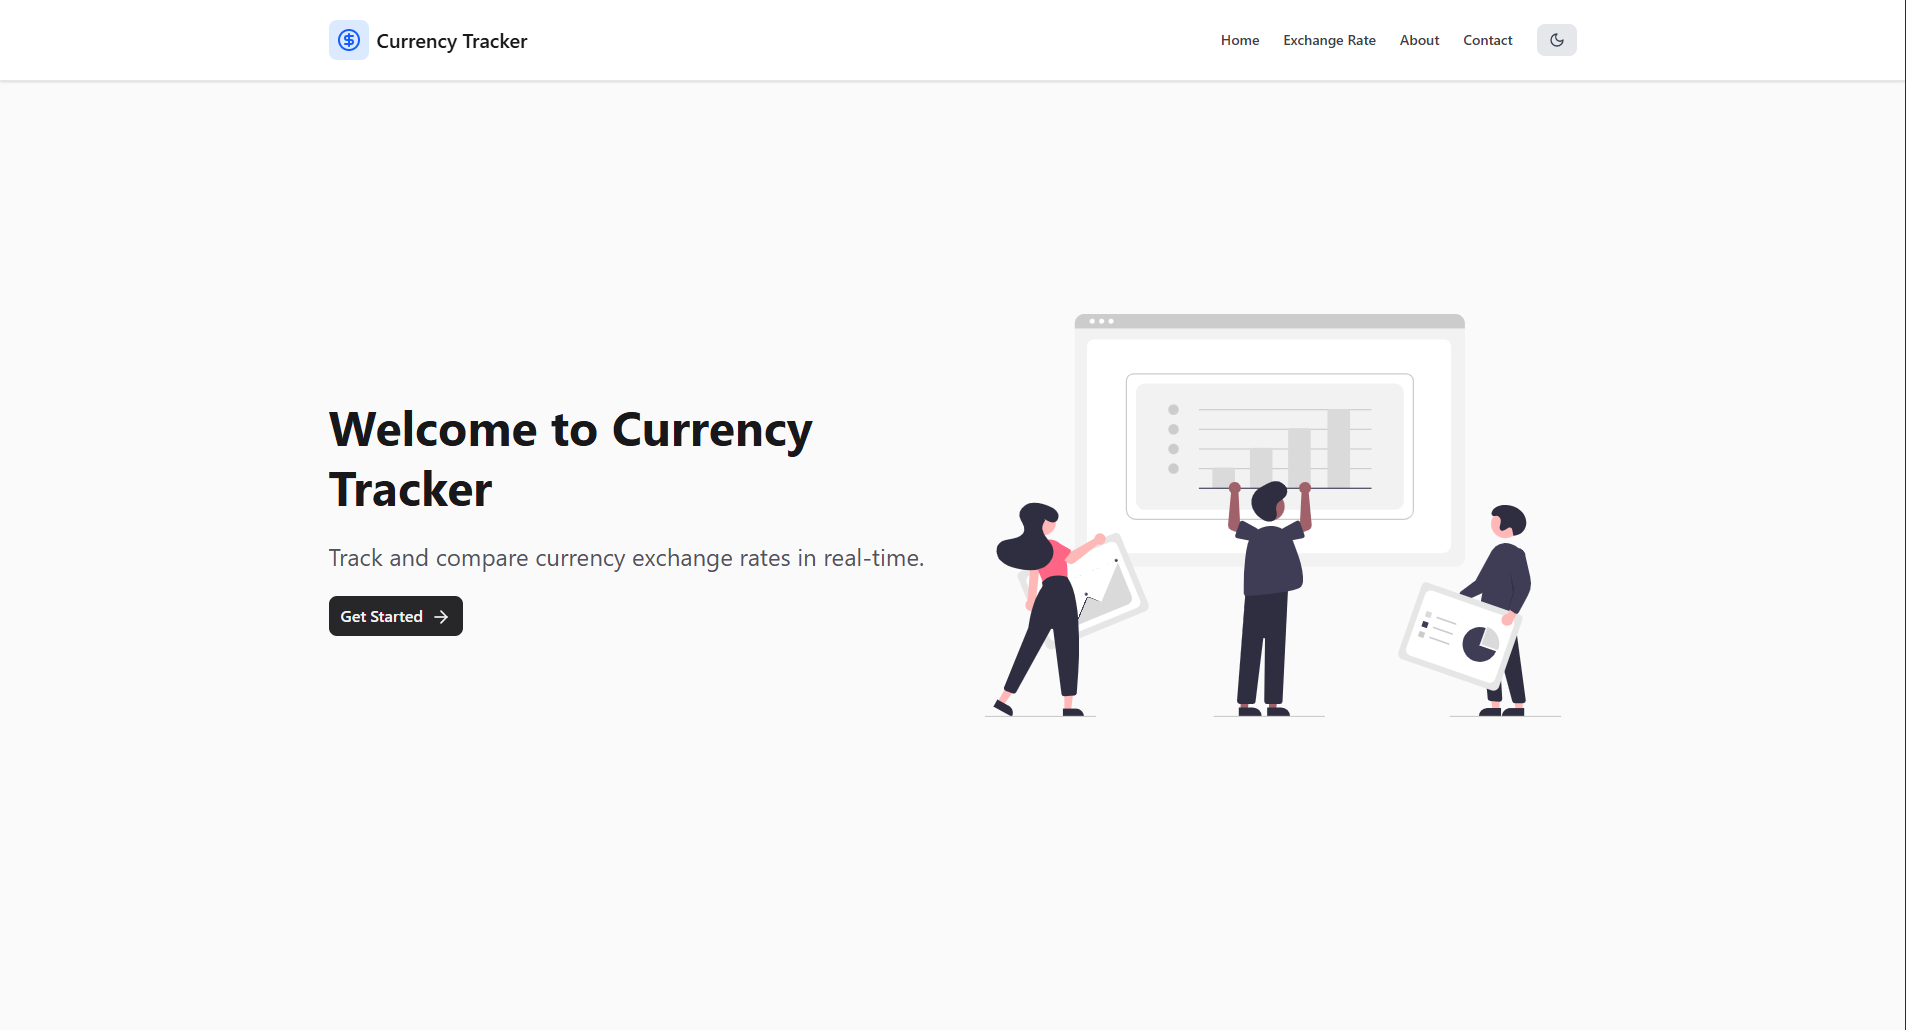 Currency Tracker
Home
Exchange Rate
About
Contact
Welcome to Currency
Tracker
Track and compare currency exchange rates in real-time.
Get Started